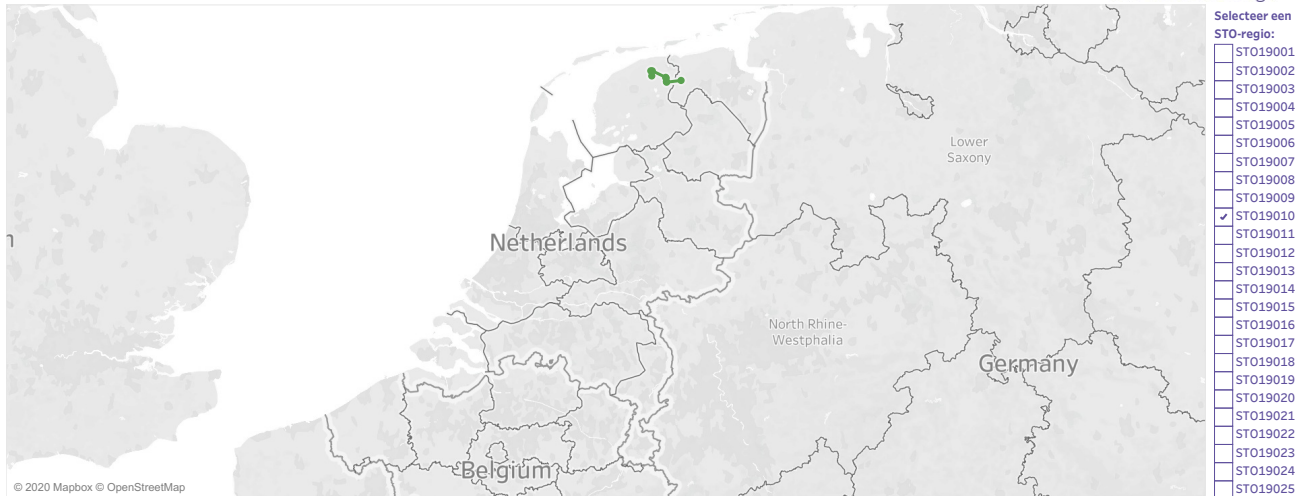 Selecteer een
STO-regio:
STO19001
STO19002
STO19003
STO19004
STO19005
STO19006
STO19007
STO19008
STO19009
STO19010
STO19011
STO19012
STO19013
STO19014
STO19015
STO19016
STO19017
STO19018
STO19019
STO19020
STO19021
STO19022
STO19023
STO19024
STO19025
Lower
Saxony
Netherlands
North Rhine-
Westphalia
Germany
Belgium
© 2020 Mapbox © OpenStreetMap